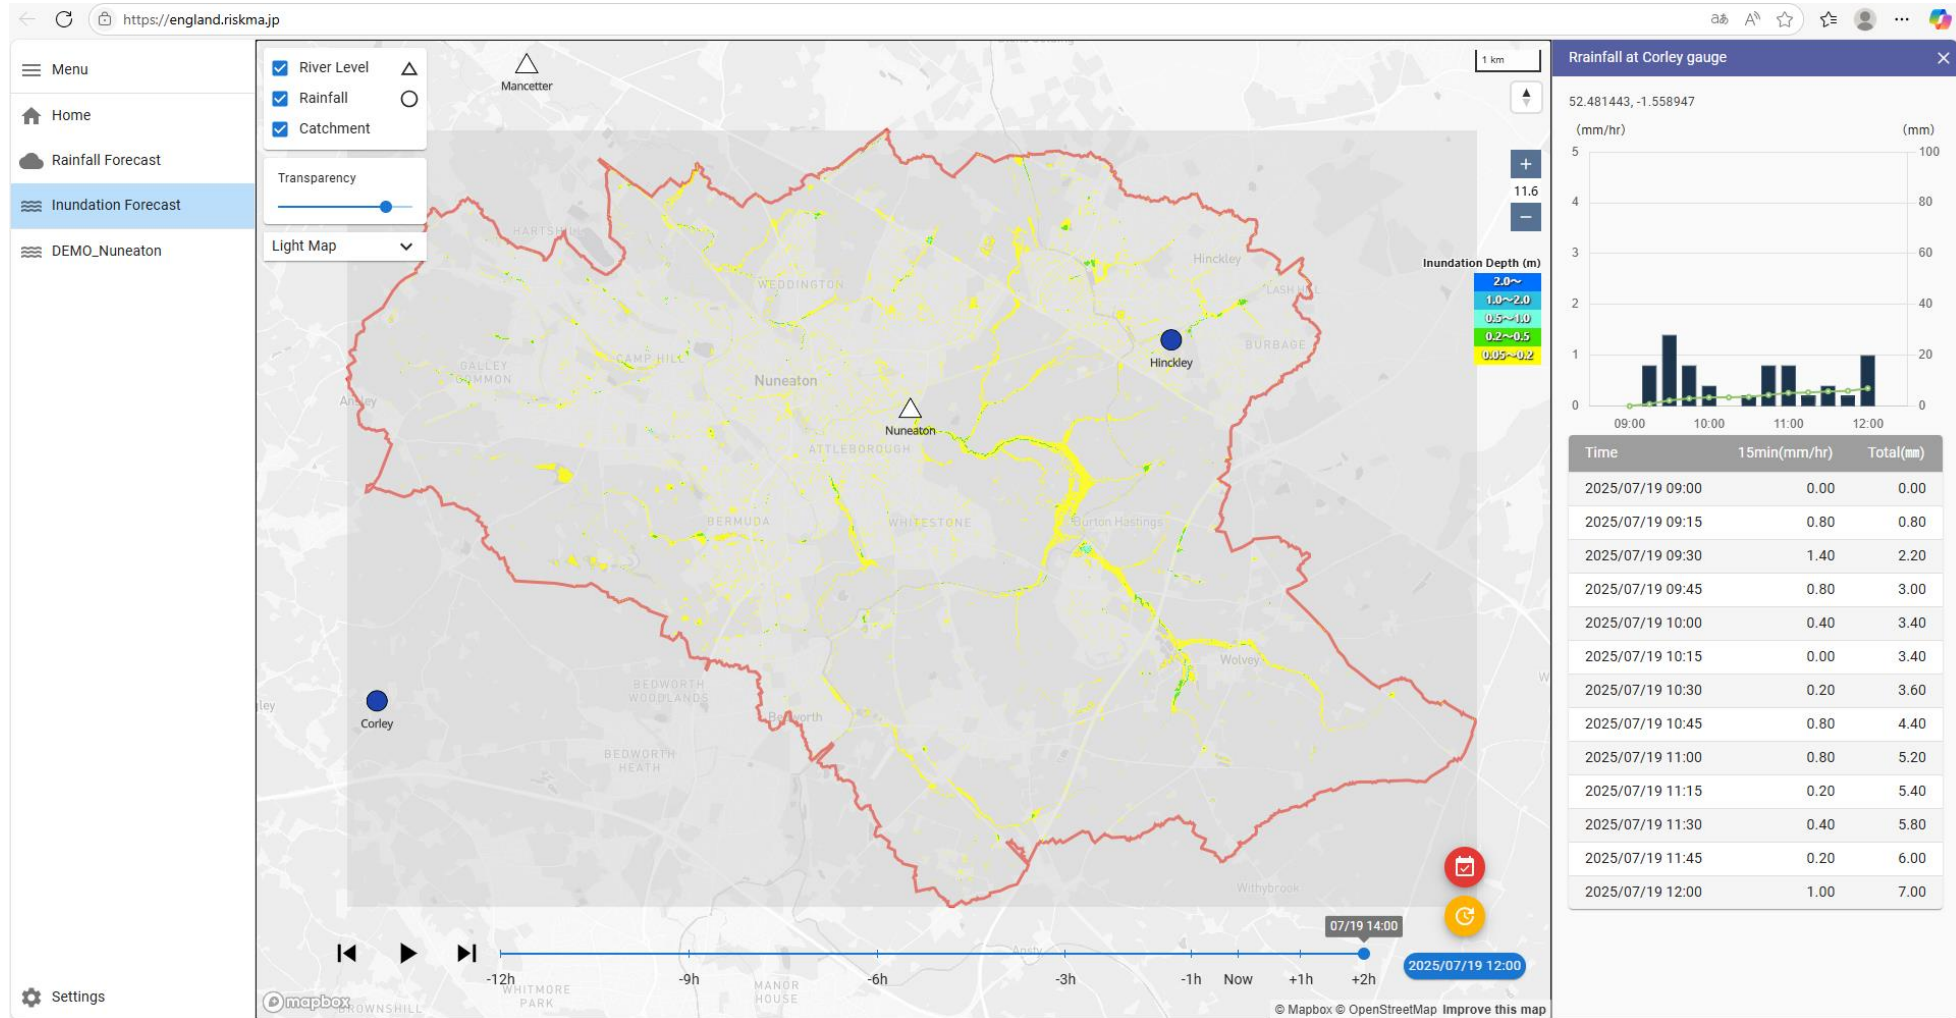 https://england.riskma.jp
Menu
Home
Rainfall Forecast
Inundation Forecast
DEMO_Nuneaton
Settings
River Level
Rainfall
Catchment
Transparency
Light Map
Mancetter
1 km
11.6
Inundation Depth (m)
2.0～
1.0～2.0
0.5～1.0
0.2～0.5
0.05～0.2
HARTSHILL
Hinckley
WEDDINGTON
LASH HILL
Hinckley
BURBAGE
CAMP HILL
GALLEY COMMON
Nuneaton
Ansley
Nuneaton
ATTLEBOROUGH
BERMUDA
WHITESTONE
Burton Hastings
Wolvey
BEDWORTH
WOODLANDS
Corley
Bedworth
BEDWORTH
HEATH
Withybrook
Ansty
07/19 14:00
2025/07/19 12:00
-12h
-9h
-6h
-3h
-1h
Now
+1h
+2h
WHITMORE
PARK
MANOR
HOUSE
mapbox
BROWNSHILL
© Mapbox © OpenStreetMap Improve this map
Rrainfall at Corley gauge
52.481443, -1.558947
(mm/hr) (mm)
5 100
4 80
3 60
2 40
1 20
0 0
09:00 10:00 11:00 12:00
Time 15min(mm/hr) Total(㎜)
2025/07/19 09:00 0.00 0.00
2025/07/19 09:15 0.80 0.80
2025/07/19 09:30 1.40 2.20
2025/07/19 09:45 0.80 3.00
2025/07/19 10:00 0.40 3.40
2025/07/19 10:15 0.00 3.40
2025/07/19 10:30 0.20 3.60
2025/07/19 10:45 0.80 4.40
2025/07/19 11:00 0.80 5.20
2025/07/19 11:15 0.20 5.40
2025/07/19 11:30 0.40 5.80
2025/07/19 11:45 0.20 6.00
2025/07/19 12:00 1.00 7.00